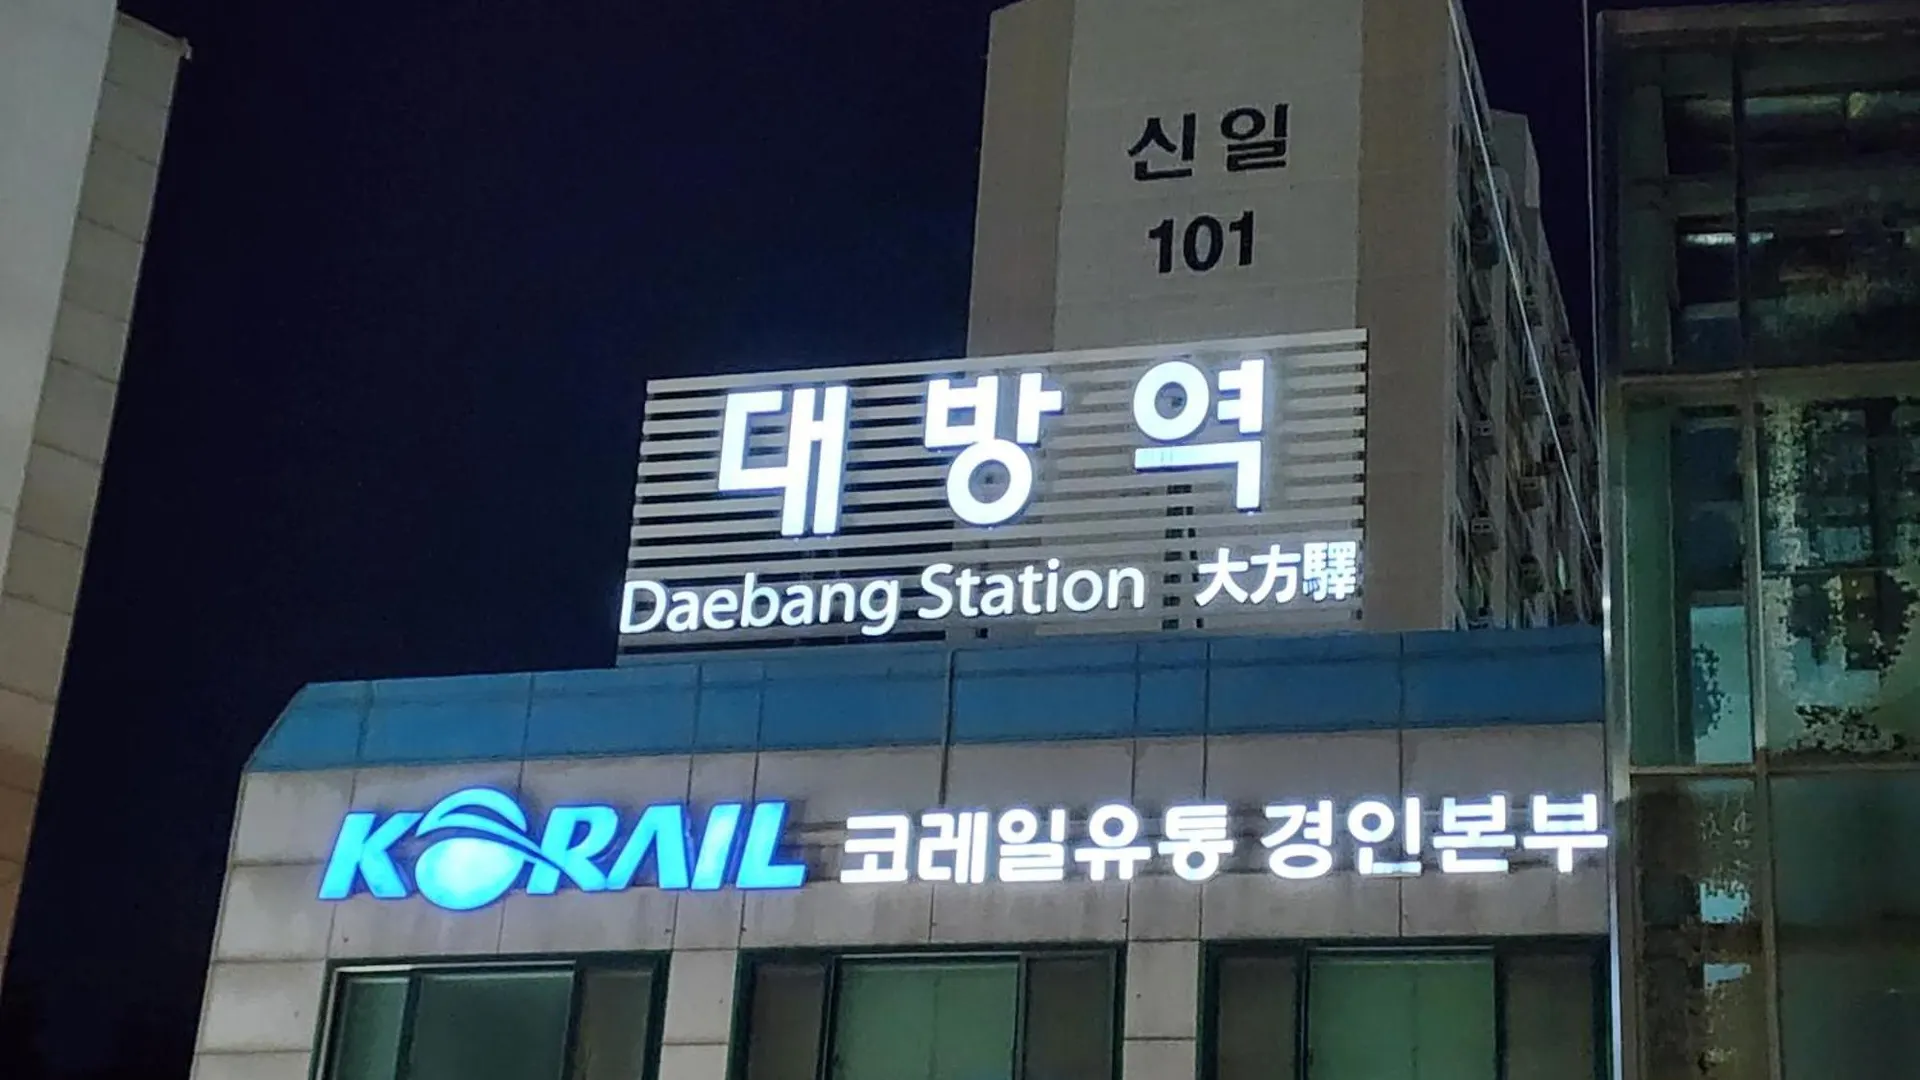 신일
101
대방역
Daebang Station 大方驛
KORAIL 코레일유통 경인본부